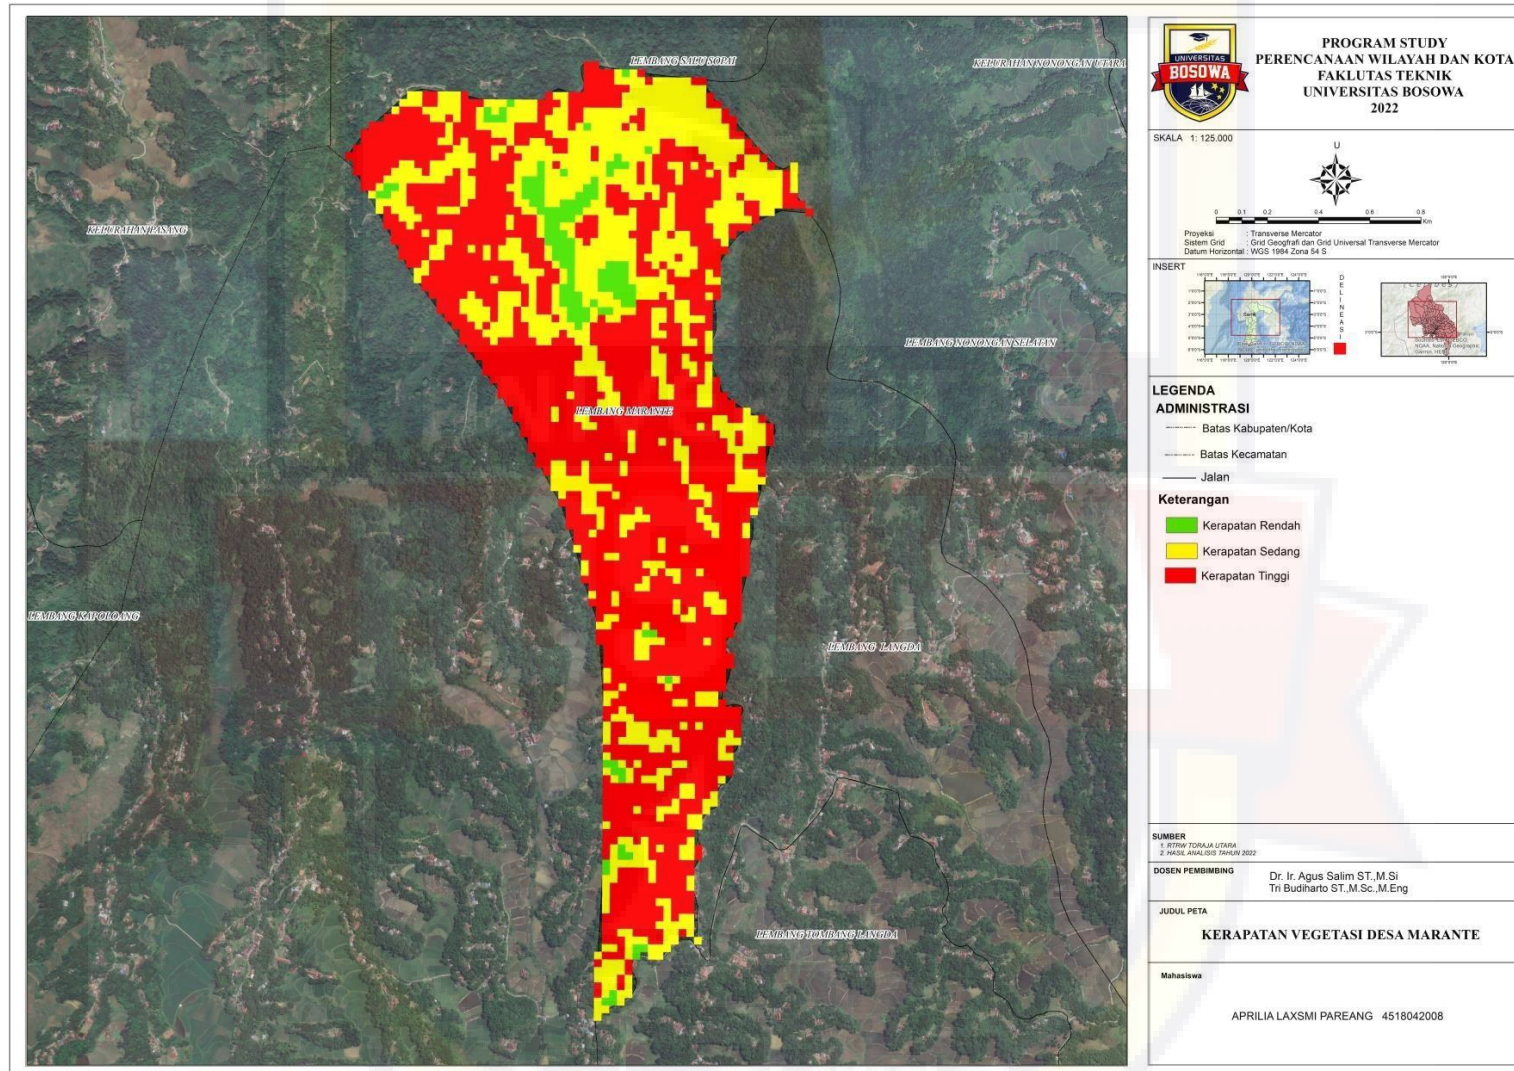 LEMBANG SALU SOPAI
KELURAHAN NONONGAN UTARA
KELURAHAN PASANG
LEMBANG NONONGAN SELATAN
LEMBANG MARANTE
LEMBANG KAPOLOANG
LEMBANG LANGDA
LEMBANG TOMBANG LANGDA
UNIVERSITAS
BOSOWA
PROGRAM STUDY
PERENCANAAN WILAYAH DAN KOTA
FAKLUTAS TEKNIK
UNIVERSITAS BOSOWA
2022
SKALA 1: 125.000
U
0 0.1 0.2 0.4 0.6 0.8
Km
Proyeksi : Transverse Mercator
Sistem Grid : Grid Geogfrafi dan Grid Universal Transverse Mercator
Datum Horizontal : WGS 1984 Zona 54 S
INSERT
DELINEASI
LEGENDA
ADMINISTRASI
Batas Kabupaten/Kota
Batas Kecamatan
Jalan
Keterangan
Kerapatan Rendah
Kerapatan Sedang
Kerapatan Tinggi
SUMBER
1. RTRW TORAJA UTARA
2. HASIL ANALISIS TAHUN 2022
DOSEN PEMBIMBING
Dr. Ir. Agus Salim ST.,M.Si
Tri Budiharto ST.,M.Sc.,M.Eng
JUDUL PETA
KERAPATAN VEGETASI DESA MARANTE
Mahasiswa
APRILIA LAXSMI PAREANG 4518042008